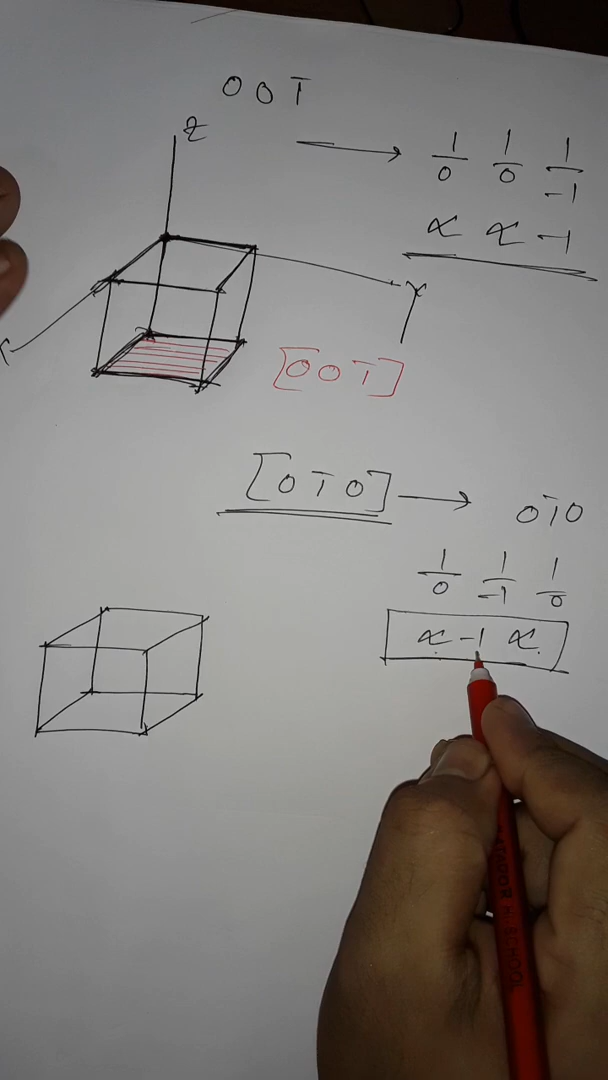 0 0 1̅
Z
1/0 1/0 1/-1
∝ ∝ -1
Y
[0 0 1̅]
[0 1̅ 0] → 0 1̅ 0
1/0 1/-1 1/0
∝ -1 ∝